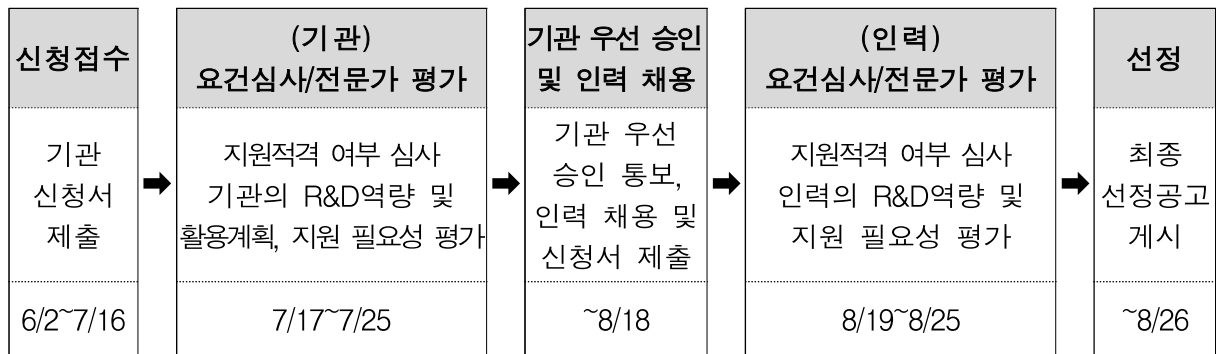 신청접수
기관
신청서
제출
6/2~7/16
(기관)
요건심사/전문가 평가
지원적격 여부 심사
기관의 R&D역량 및
활용계획, 지원 필요성 평가
7/17~7/25
기관 우선 승인
및 인력 채용
기관 우선
승인 통보,
인력 채용 및
신청서 제출
~8/18
(인력)
요건심사/전문가 평가
지원적격 여부 심사
인력의 R&D역량 및
지원 필요성 평가
8/19~8/25
선정
최종
선정공고
게시
~8/26